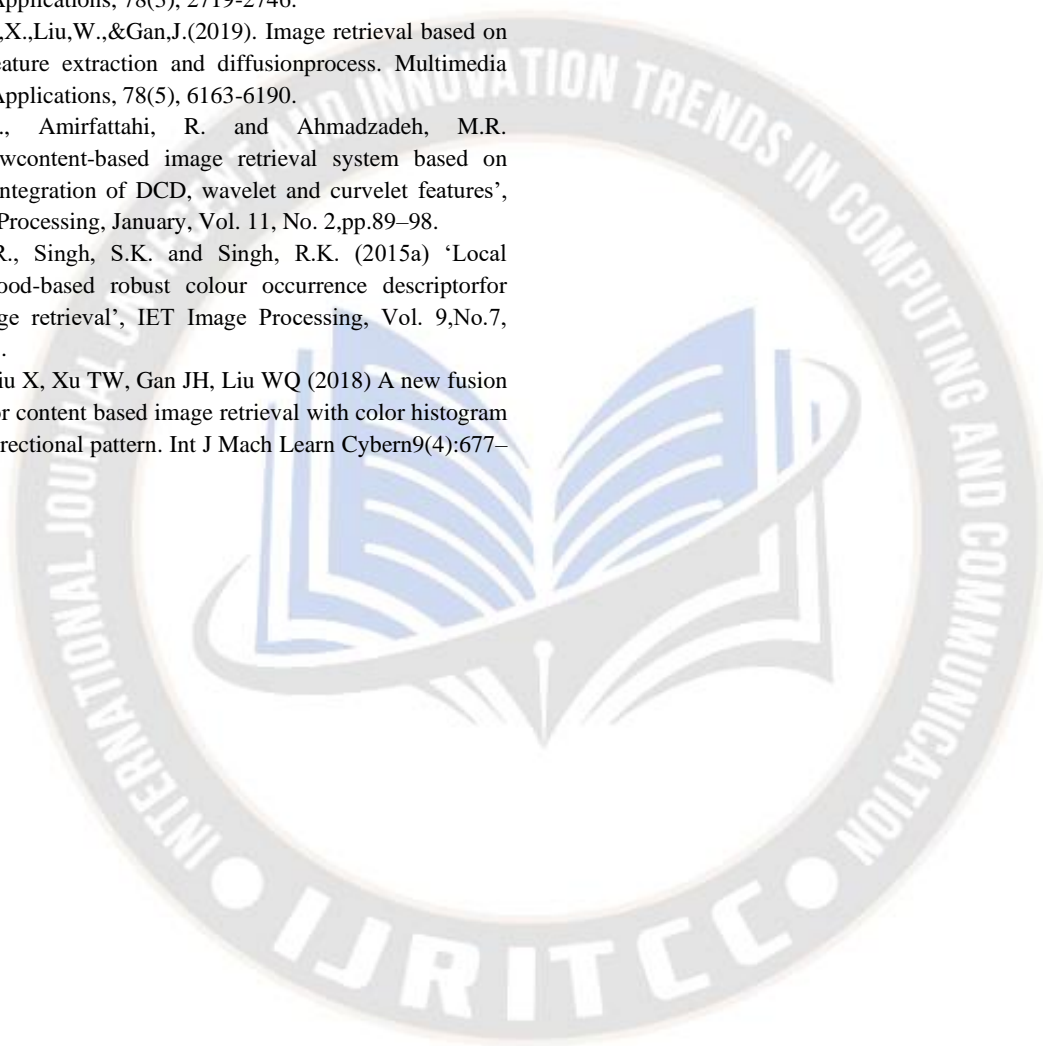 Applications, 78(3), 2719-2746.
,X.,Liu,W.,&Gan,J.(2019). Image retrieval based on
eature extraction and diffusionprocess. Multimedia
Applications, 78(5), 6163-6190.
., Amirfattahi, R. and Ahmadzadeh, M.R.
wcontent-based image retrieval system based on
integration of DCD, wavelet and curvelet features’,
Processing, January, Vol. 11, No. 2,pp.89–98.
R., Singh, S.K. and Singh, R.K. (2015a) ‘Local
ood-based robust colour occurrence descriptorfor
ge retrieval’, IET Image Processing, Vol. 9,No.7,
.
iu X, Xu TW, Gan JH, Liu WQ (2018) A new fusion
or content based image retrieval with color histogram
irectional pattern. Int J Mach Learn Cybern9(4):677–
INTERNATIONAL JOURNAL ON RECENT AND INNOVATION TRENDS IN COMPUTING AND COMMUNICATION
IJRITCC